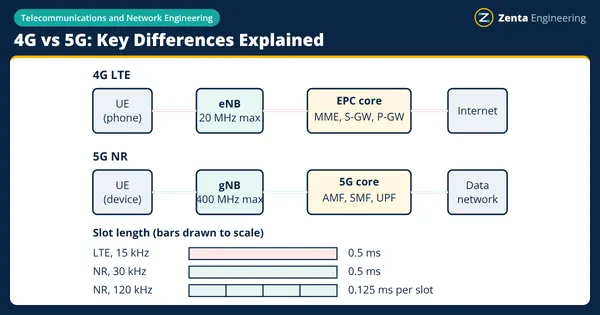 Telecommunications and Network Engineering
Zenta Engineering
4G vs 5G: Key Differences Explained
4G LTE
UE
(phone)
eNB
20 MHz max
EPC core
MME, S-GW, P-GW
Internet
5G NR
UE
(device)
gNB
400 MHz max
5G core
AMF, SMF, UPF
Data
network
Slot length (bars drawn to scale)
LTE, 15 kHz
0.5 ms
NR, 30 kHz
0.5 ms
NR, 120 kHz
0.125 ms per slot